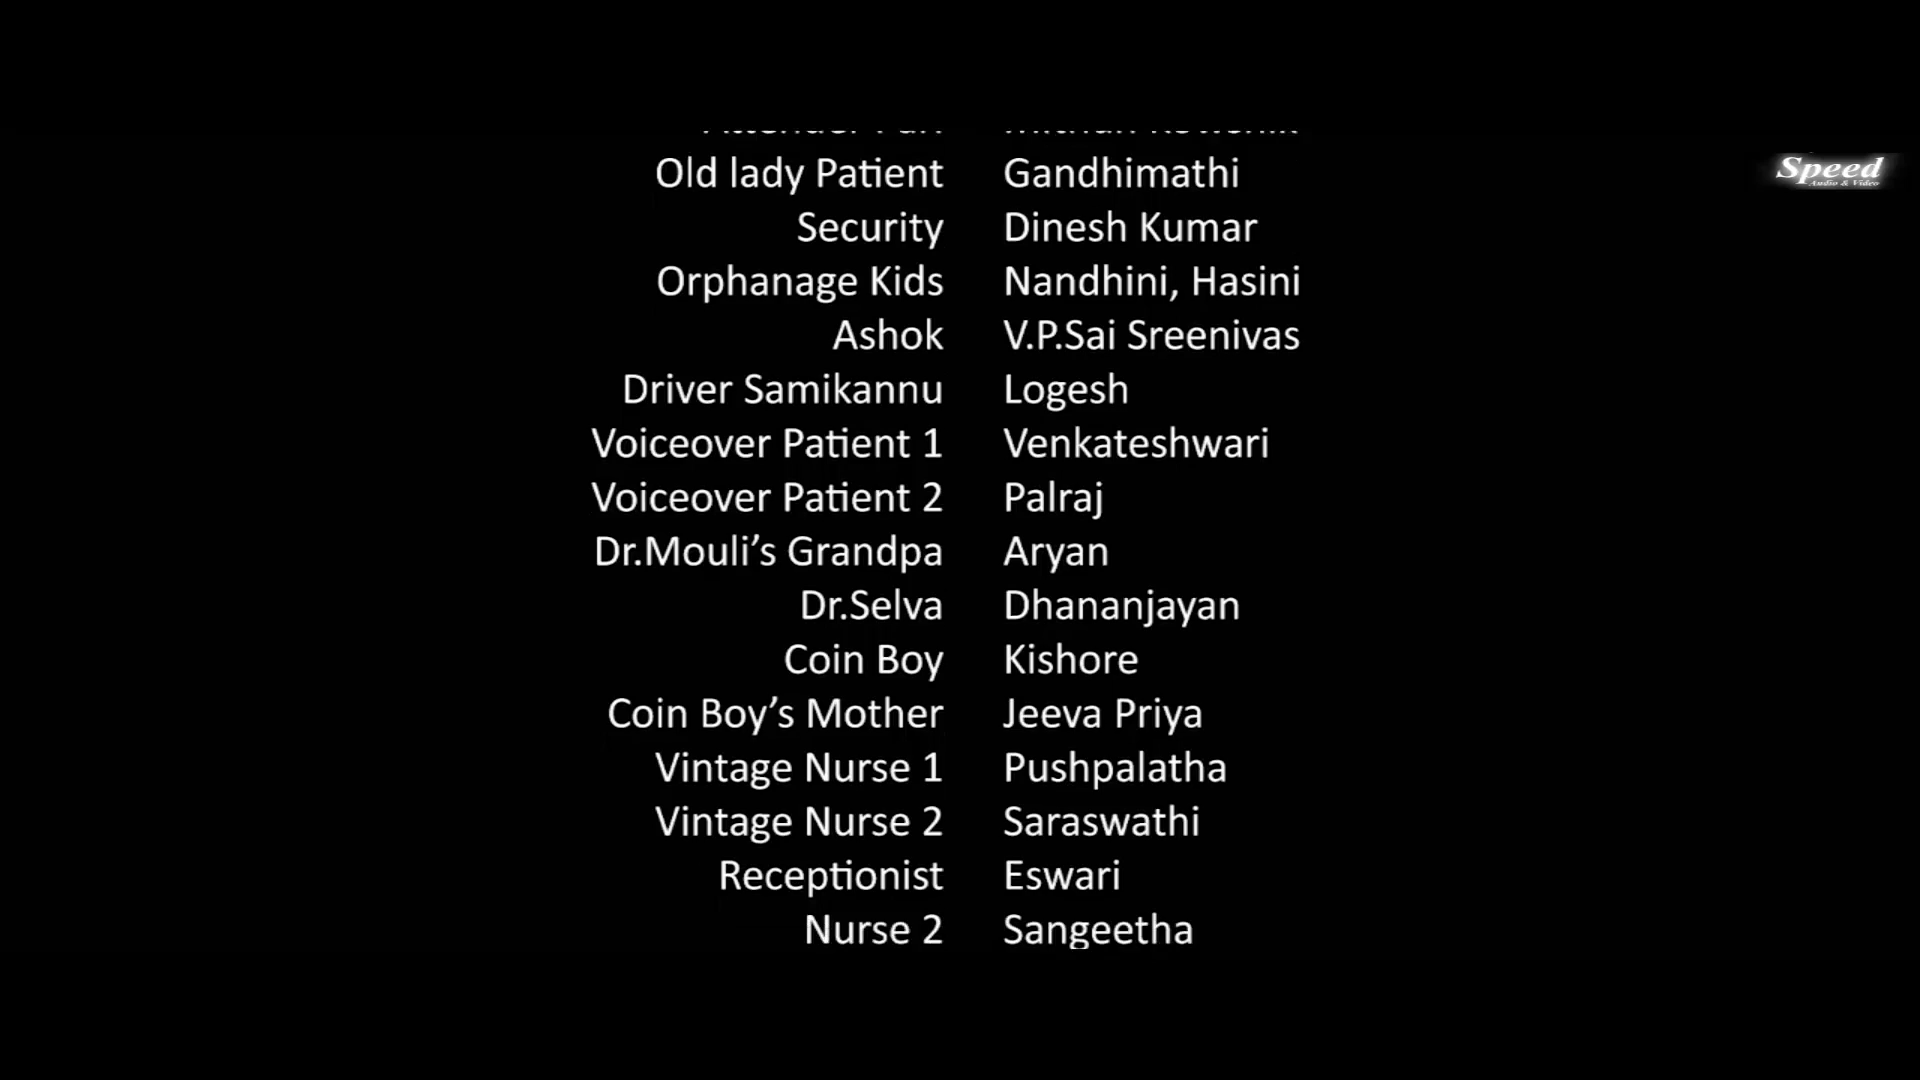 Old lady Patient Gandhimathi
Security Dinesh Kumar
Orphanage Kids Nandhini, Hasini
Ashok V.P.Sai Sreenivas
Driver Samikannu Logesh
Voiceover Patient 1 Venkateshwari
Voiceover Patient 2 Palraj
Dr.Mouli’s Grandpa Aryan
Dr.Selva Dhananjayan
Coin Boy Kishore
Coin Boy’s Mother Jeeva Priya
Vintage Nurse 1 Pushpalatha
Vintage Nurse 2 Saraswathi
Receptionist Eswari
Nurse 2 Sangeetha
Speed
Audio & Video